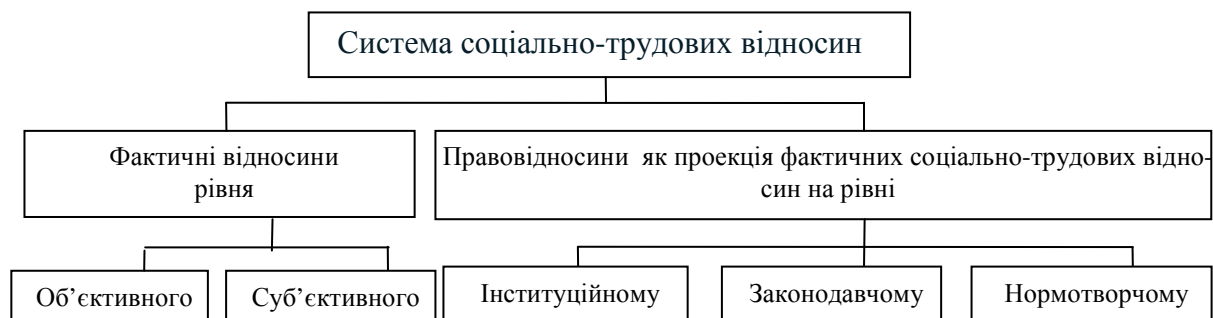 Система соціально-трудових відносин
Фактичні відносини
рівня
Правовідносини як проекція фактичних соціально-трудових відно-
син на рівні
Об’єктивного
Суб’єктивного
Інституційному
Законодавчому
Нормотворчому